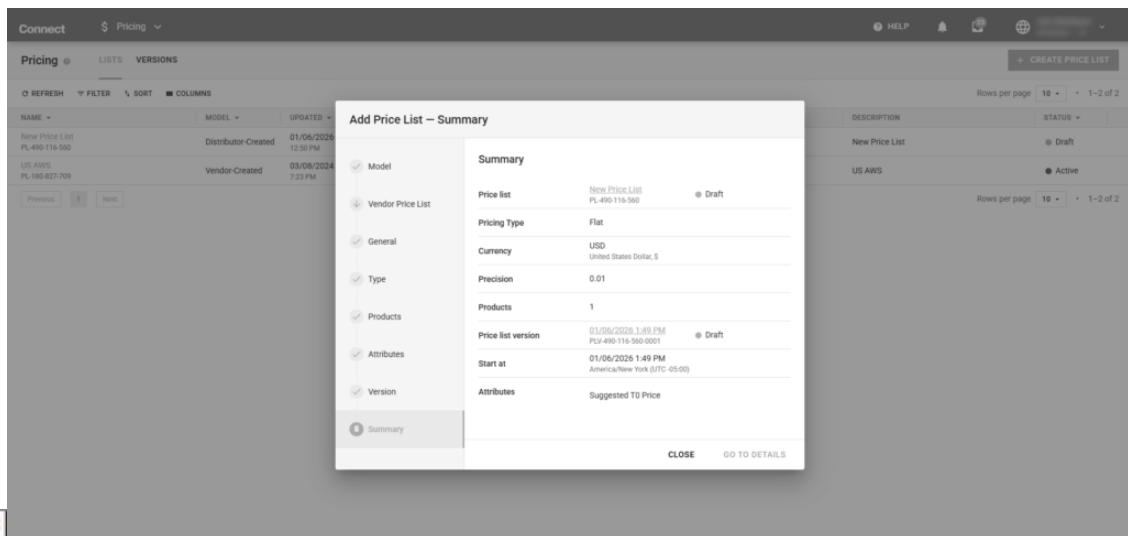 Connect
$ Pricing
HELP
Pricing
LISTS
VERSIONS
+ CREATE PRICE LIST
REFRESH
FILTER
SORT
COLUMNS
Rows per page 10 • 1–2 of 2
NAME
MODEL
UPDATED
DESCRIPTION
STATUS
New Price List
PL-490-116-560
Distributor-Created
01/06/2026
12:50 PM
New Price List
Draft
US AWS
PL-180-827-709
Vendor-Created
03/08/2024
7:23 PM
US AWS
Active
Previous
1
Next
Rows per page 10 • 1–2 of 2
Add Price List — Summary
Model
Vendor Price List
General
Type
Products
Attributes
Version
Summary
Summary
Price list
New Price List
PL-490-116-560
Draft
Pricing Type
Flat
Currency
USD
United States Dollar, $
Precision
0.01
Products
1
Price list version
01/06/2026 1:49 PM
PLV-490-116-560-0001
Draft
Start at
01/06/2026 1:49 PM
America/New York (UTC -05:00)
Attributes
Suggested T0 Price
CLOSE
GO TO DETAILS